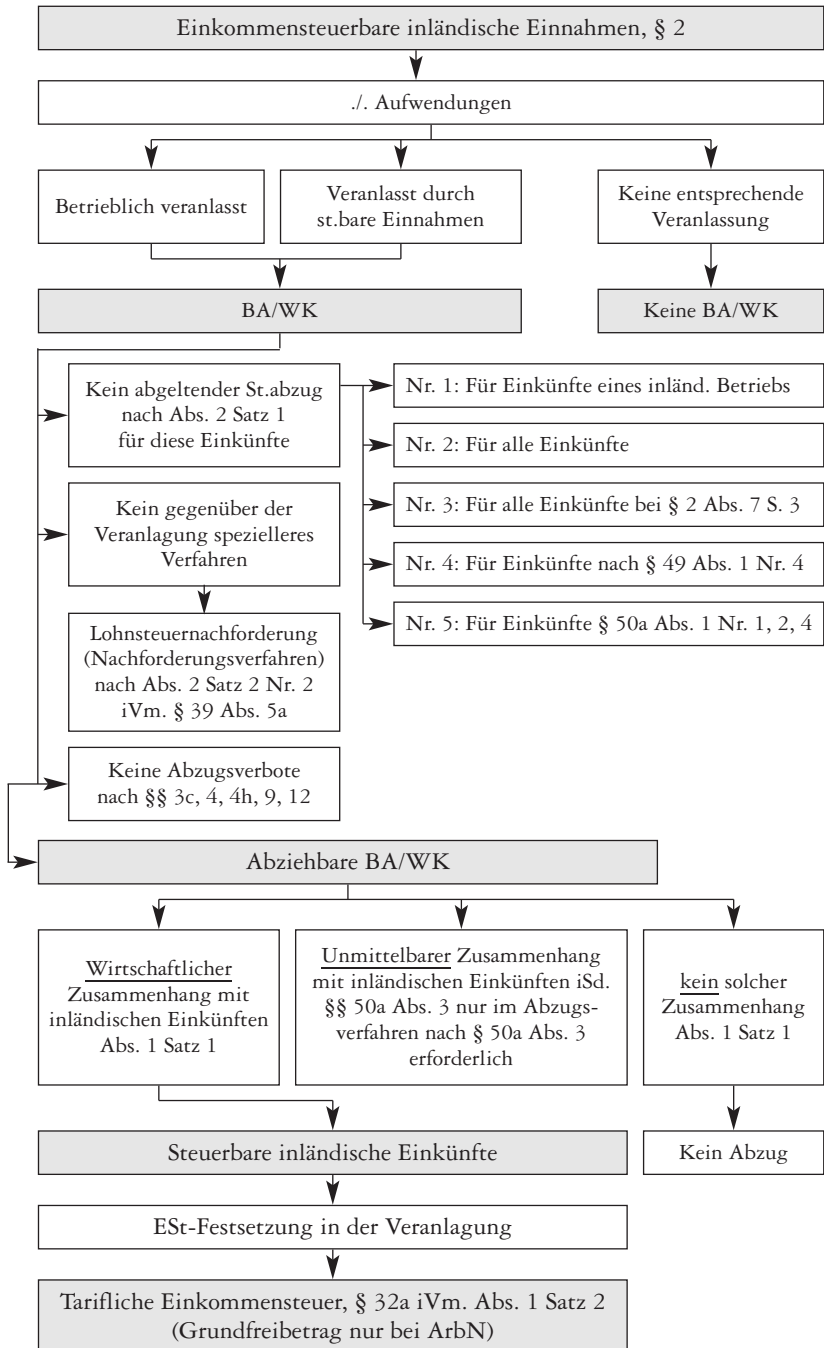 Einkommensteuerbare inländische Einnahmen, § 2
./. Aufwendungen
Betrieblich veranlasst
Veranlasst durch
st.bare Einnahmen
Keine entsprechende
Veranlassung
BA/WK
Keine BA/WK
Kein abgeltender St.abzug
nach Abs. 2 Satz 1
für diese Einkünfte
Nr. 1: Für Einkünfte eines inländ. Betriebs
Nr. 2: Für alle Einkünfte
Nr. 3: Für alle Einkünfte bei § 2 Abs. 7 S. 3
Nr. 4: Für Einkünfte nach § 49 Abs. 1 Nr. 4
Nr. 5: Für Einkünfte § 50a Abs. 1 Nr. 1, 2, 4
Kein gegenüber der
Veranlagung spezielleres
Verfahren
Lohnsteuernachforderung
(Nachforderungsverfahren)
nach Abs. 2 Satz 2 Nr. 2
iVm. § 39 Abs. 5a
Keine Abzugsverbote
nach §§ 3c, 4, 4h, 9, 12
Abziehbare BA/WK
Wirtschaftlicher
Zusammenhang mit
inländischen Einkünften
Abs. 1 Satz 1
Unmittelbarer Zusammenhang
mit inländischen Einkünften iSd.
§§ 50a Abs. 3 nur im Abzugs-
verfahren nach § 50a Abs. 3
erforderlich
kein solcher
Zusammenhang
Abs. 1 Satz 1
Steuerbare inländische Einkünfte
Kein Abzug
ESt-Festsetzung in der Veranlagung
Tarifliche Einkommensteuer, § 32a iVm. Abs. 1 Satz 2
(Grundfreibetrag nur bei ArbN)